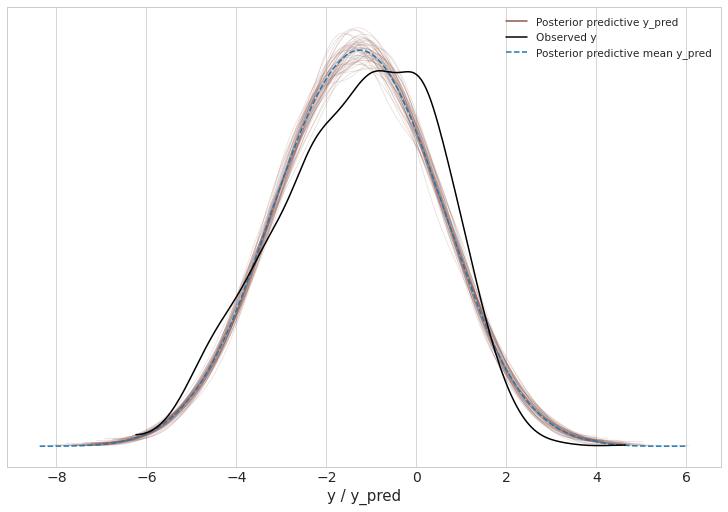 Posterior predictive y_pred
Observed y
Posterior predictive mean y_pred
−8 −6 −4 −2 0 2 4 6
y / y_pred